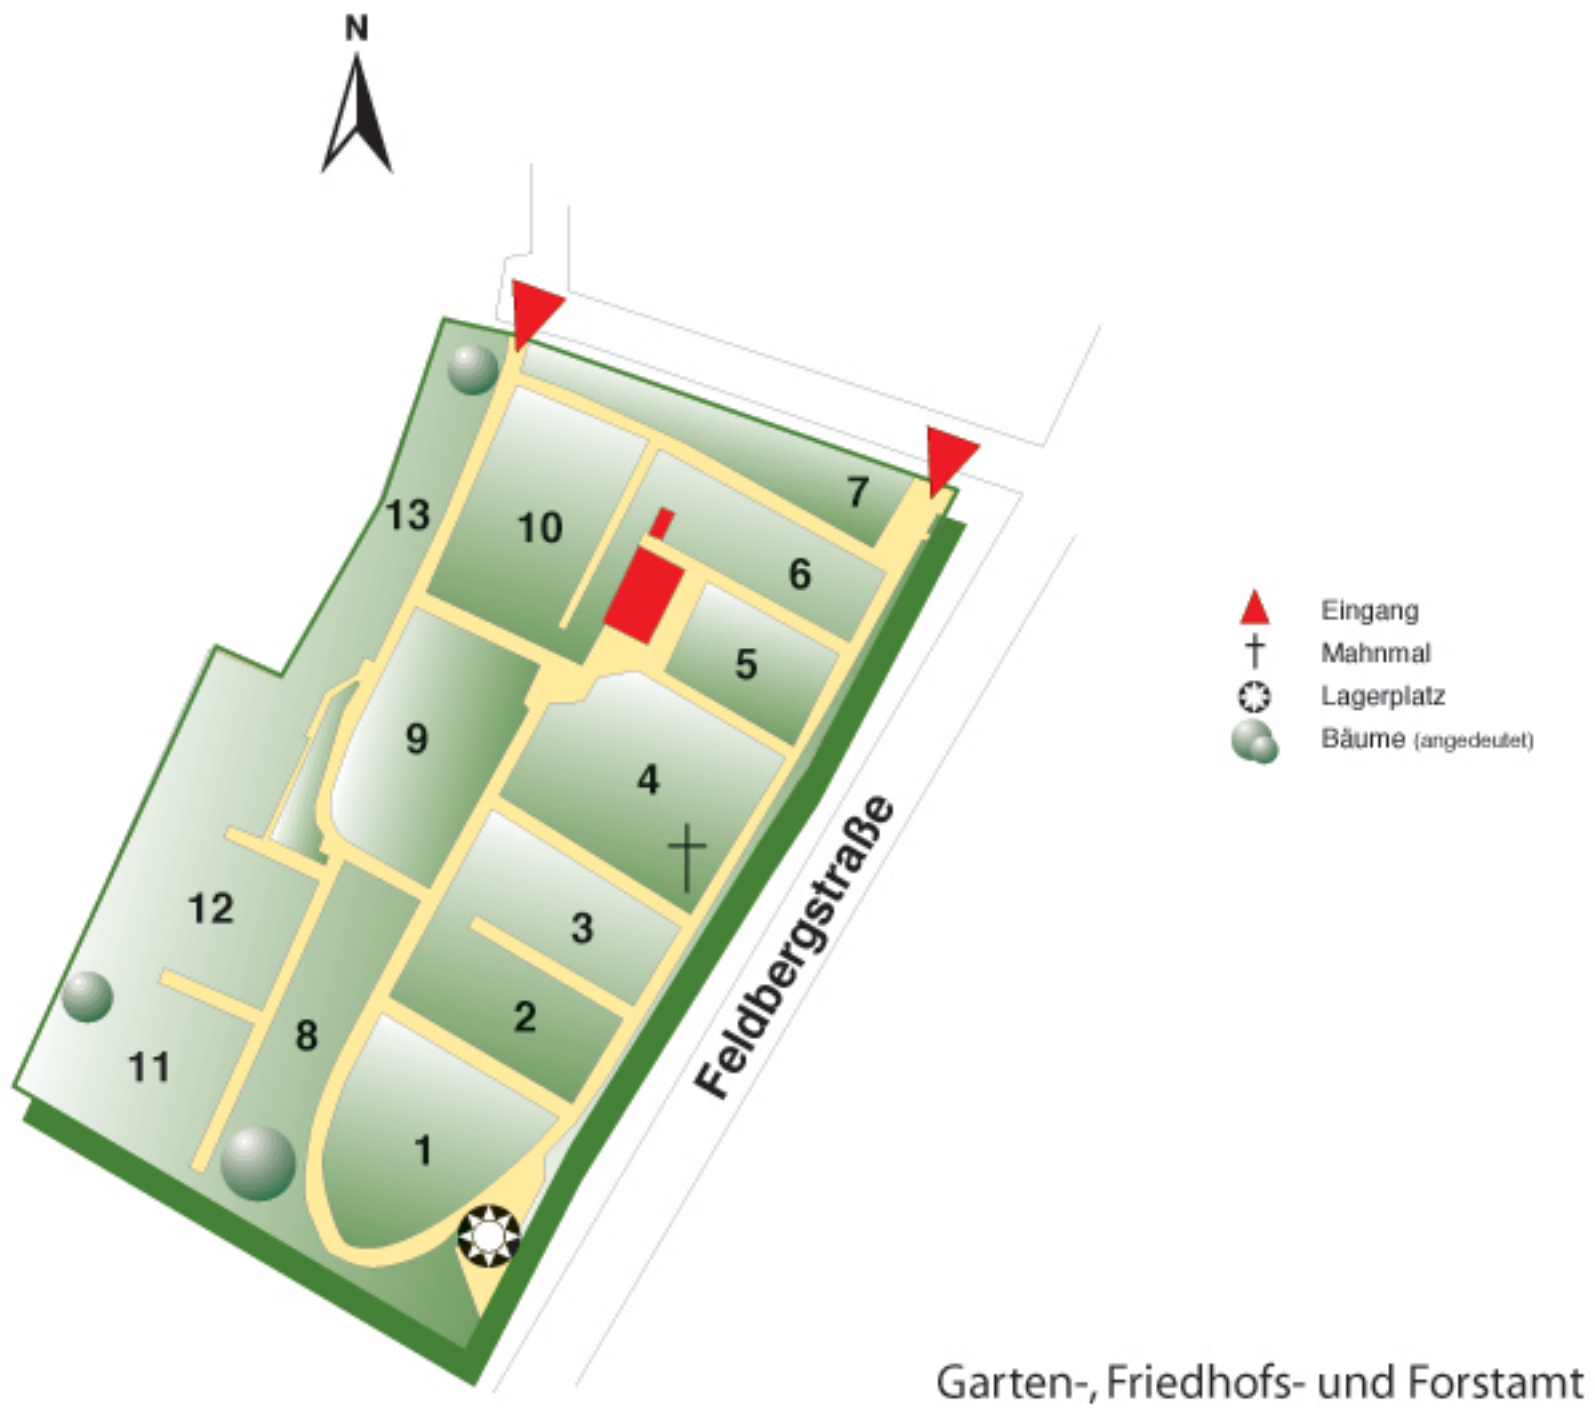 N
7
13
10
6
5
9
4
12
3
2
8
11
1
Feldbergstraße
Eingang
Mahnmal
Lagerplatz
Bäume (angedeutet)
Garten-, Friedhofs- und Forstamt